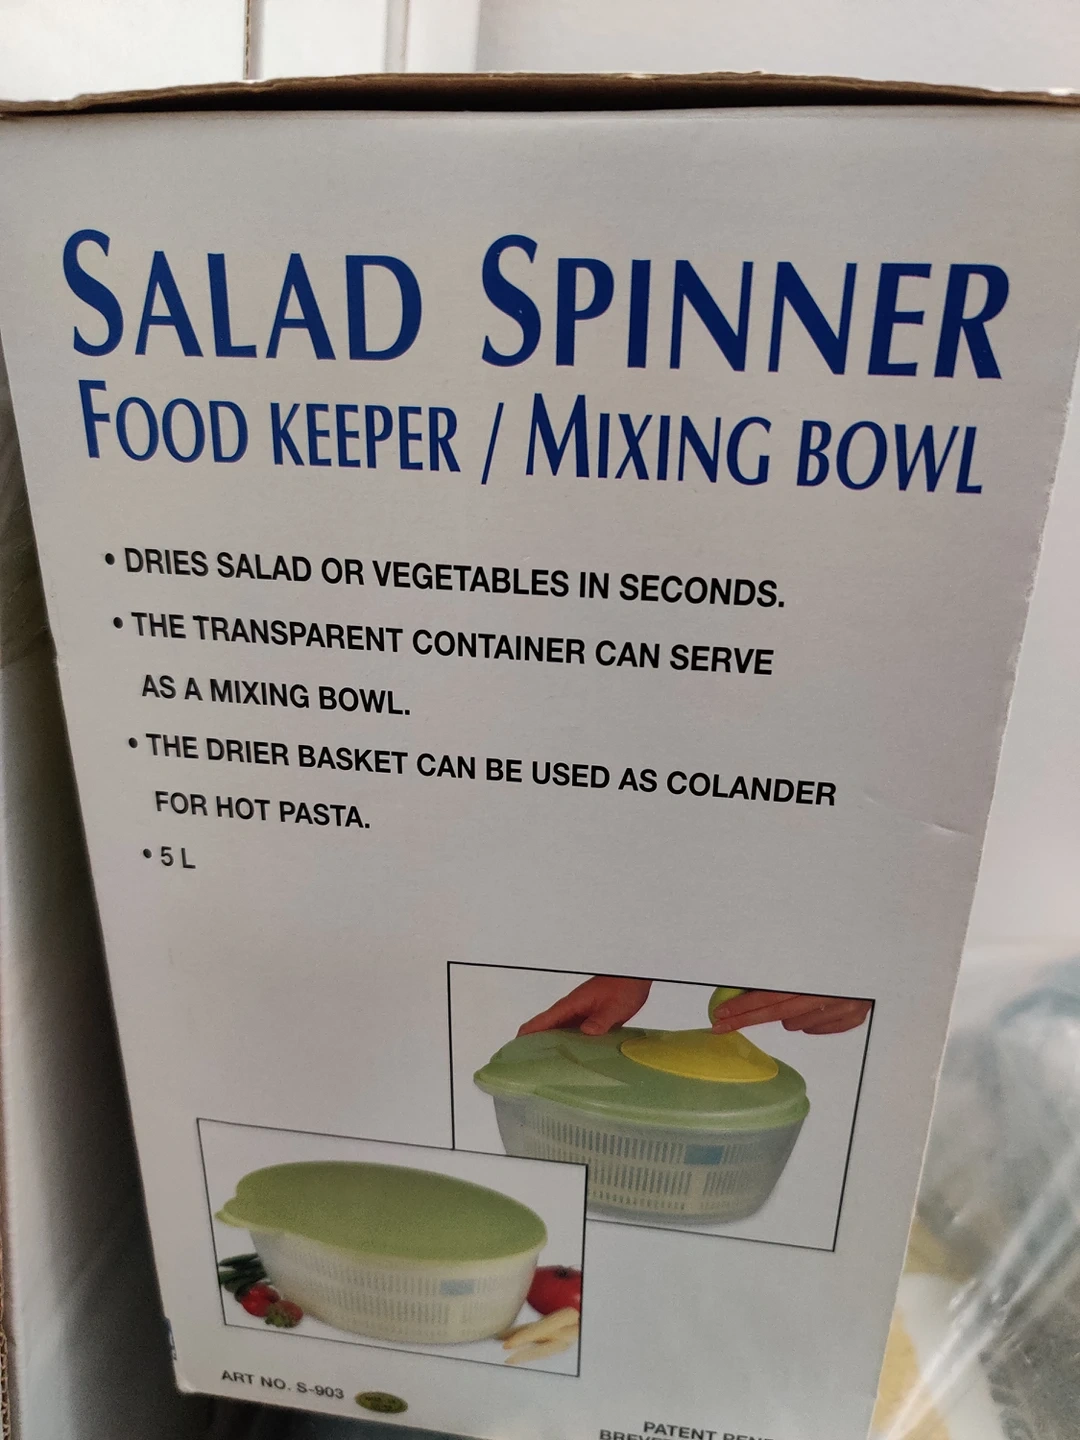 SALAD SPINNER
FOOD KEEPER / MIXING BOWL
• DRIES SALAD OR VEGETABLES IN SECONDS.
• THE TRANSPARENT CONTAINER CAN SERVE
AS A MIXING BOWL.
• THE DRIER BASKET CAN BE USED AS COLANDER
FOR HOT PASTA.
• 5 L
ART NO. S-903
PATENT